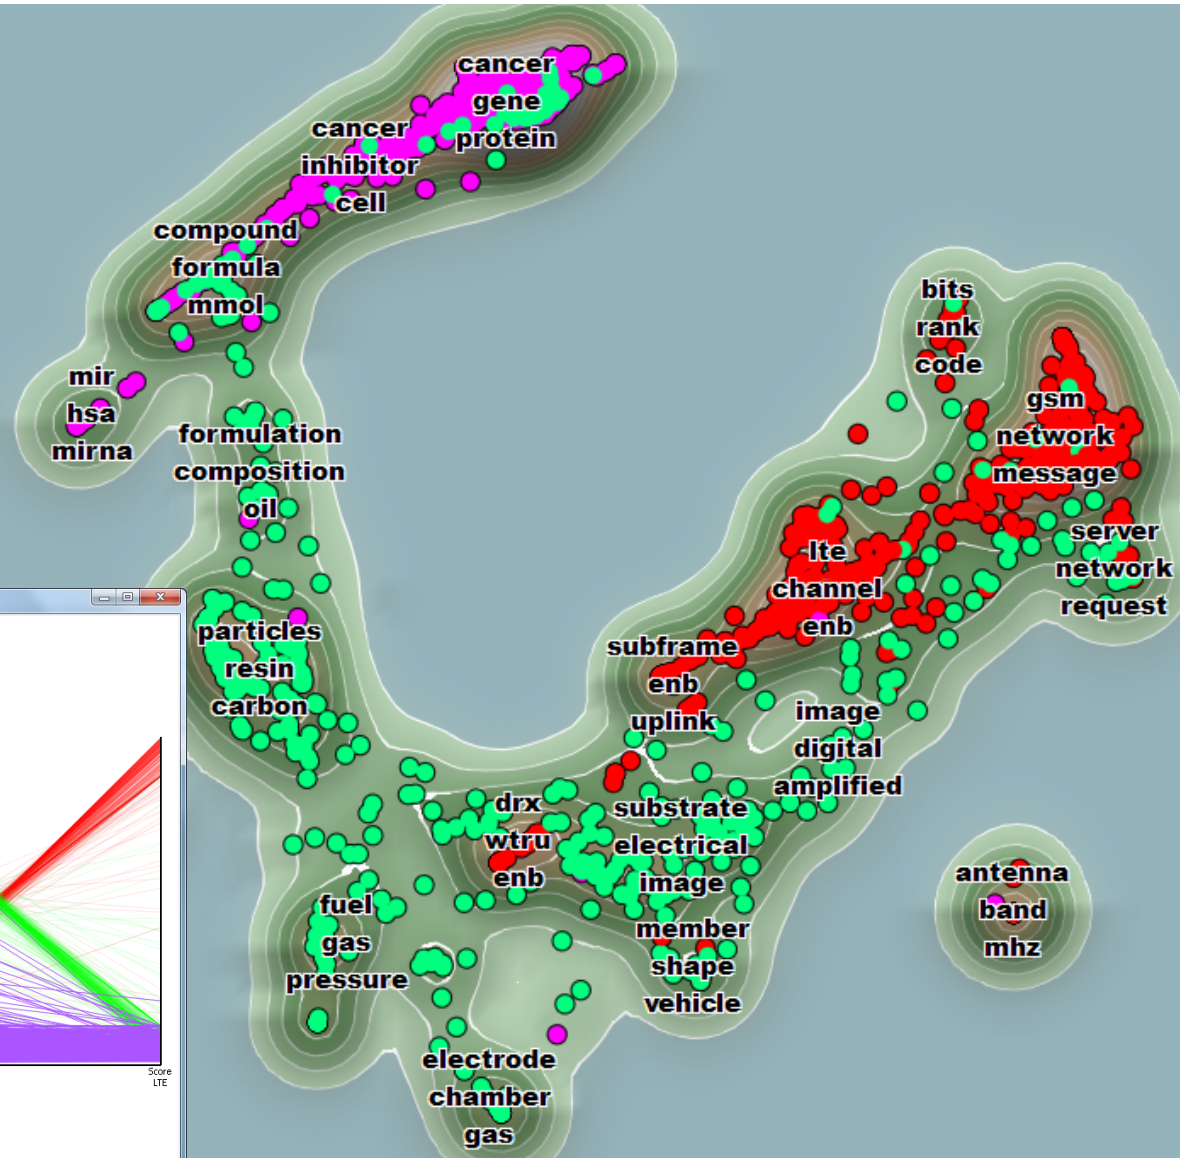 cancer
gene
protein
cancer
inhibitor
cell
compound
formula
mmol
mir
hsa
mirna
formulation
composition
oil
bits
rank
code
gsm
network
message
server
network
request
lte
channel
enb
subframe
enb
uplink
particles
resin
carbon
image
digital
amplified
drx
wtru
enb
substrate
electrical
image
member
shape
vehicle
fuel
gas
pressure
antenna
band
mhz
electrode
chamber
gas
Score
LTE